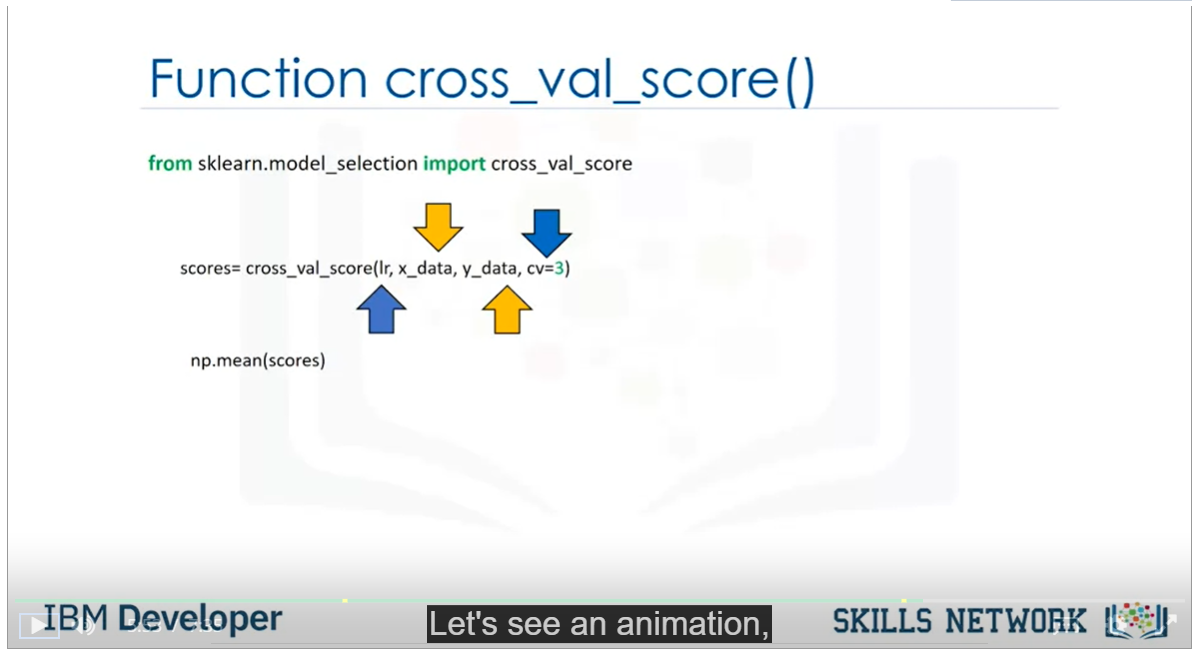 Function cross_val_score()
from sklearn.model_selection import cross_val_score
scores= cross_val_score(lr, x_data, y_data, cv=3)
np.mean(scores)
IBM Developer
Let's see an animation,
SKILLS NETWORK